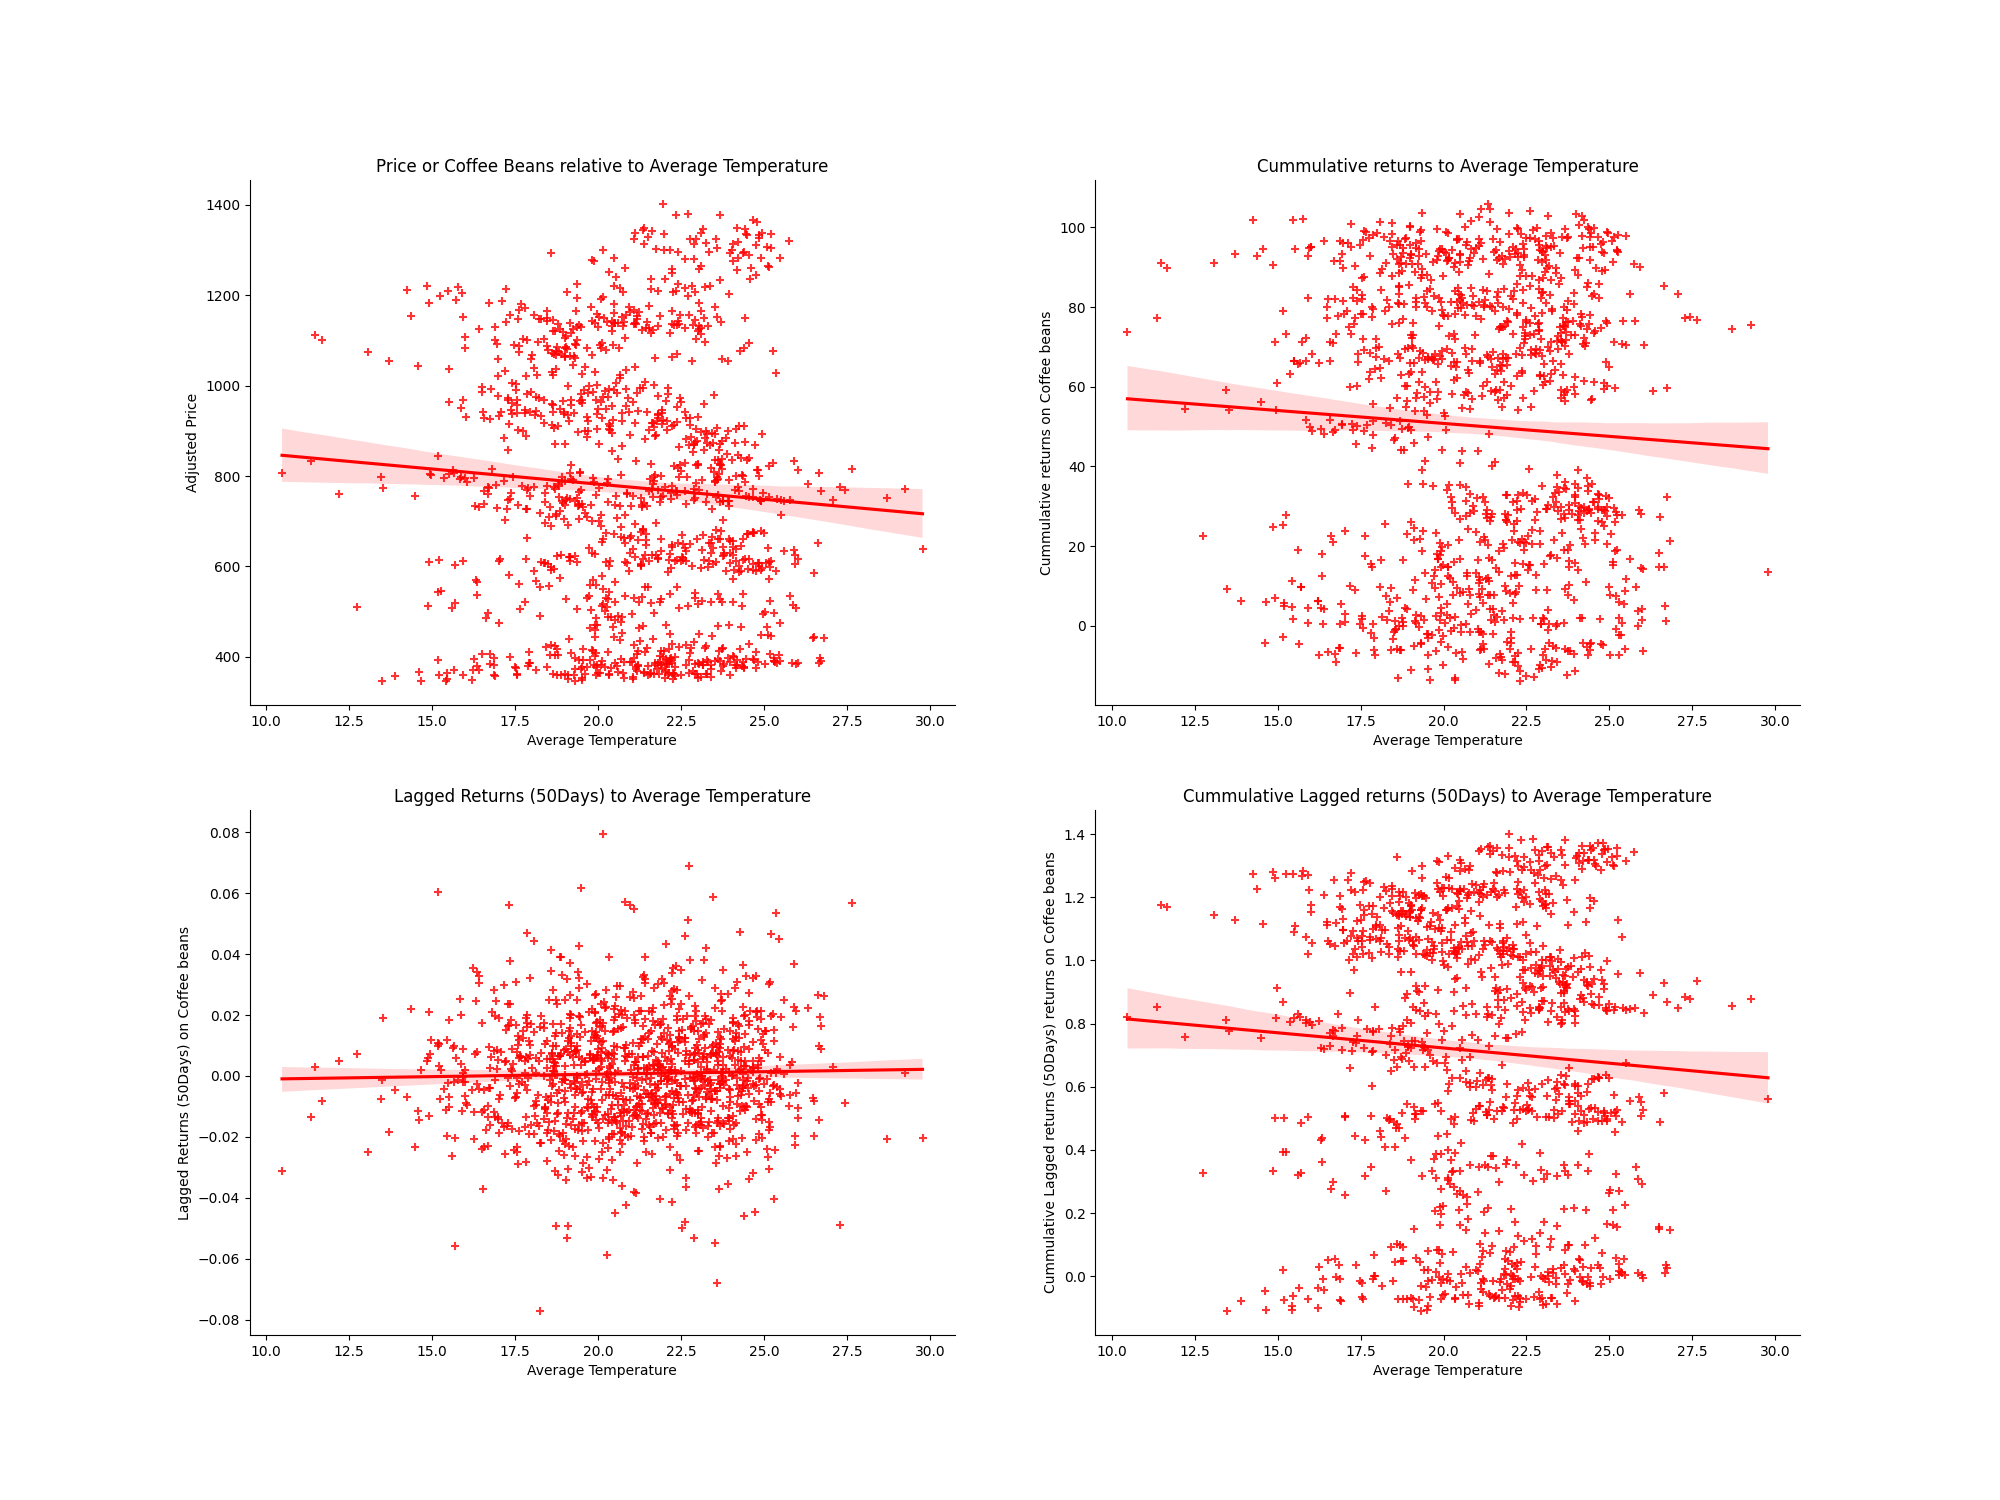 Price or Coffee Beans relative to Average Temperature
1400
1200
1000
800
600
400
Adjusted Price
10.0 12.5 15.0 17.5 20.0 22.5 25.0 27.5 30.0
Average Temperature
Cummulative returns to Average Temperature
100
80
60
40
20
0
Cummulative returns on Coffee beans
10.0 12.5 15.0 17.5 20.0 22.5 25.0 27.5 30.0
Average Temperature
Lagged Returns (50Days) to Average Temperature
0.08
0.06
0.04
0.02
0.00
−0.02
−0.04
−0.06
−0.08
Lagged Returns (50Days) on Coffee beans
10.0 12.5 15.0 17.5 20.0 22.5 25.0 27.5 30.0
Average Temperature
Cummulative Lagged returns (50Days) to Average Temperature
1.4
1.2
1.0
0.8
0.6
0.4
0.2
0.0
Cummulative Lagged returns (50Days) returns on Coffee beans
10.0 12.5 15.0 17.5 20.0 22.5 25.0 27.5 30.0
Average Temperature